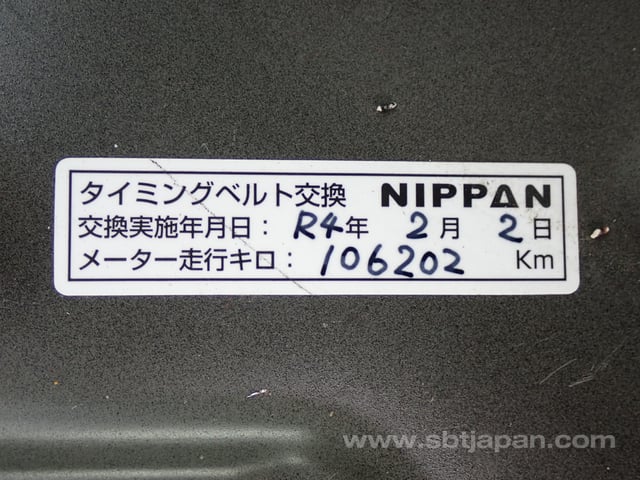 タイミングベルト交換 NIPPAN
交換実施年月日： R4年 2月 2日
メーター走行キロ： 106202 Km
www.sbtjapan.com